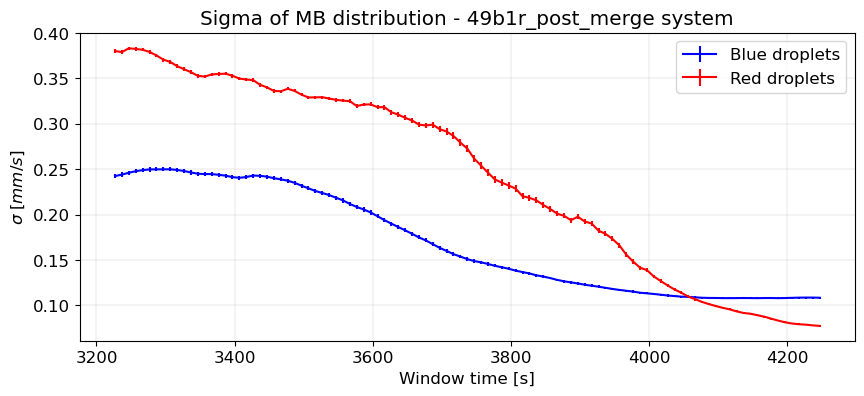 Sigma of MB distribution - 49b1r_post_merge system
σ [mm/s]
0.40
0.35
0.30
0.25
0.20
0.15
0.10
Blue droplets
Red droplets
3200 3400 3600 3800 4000 4200
Window time [s]